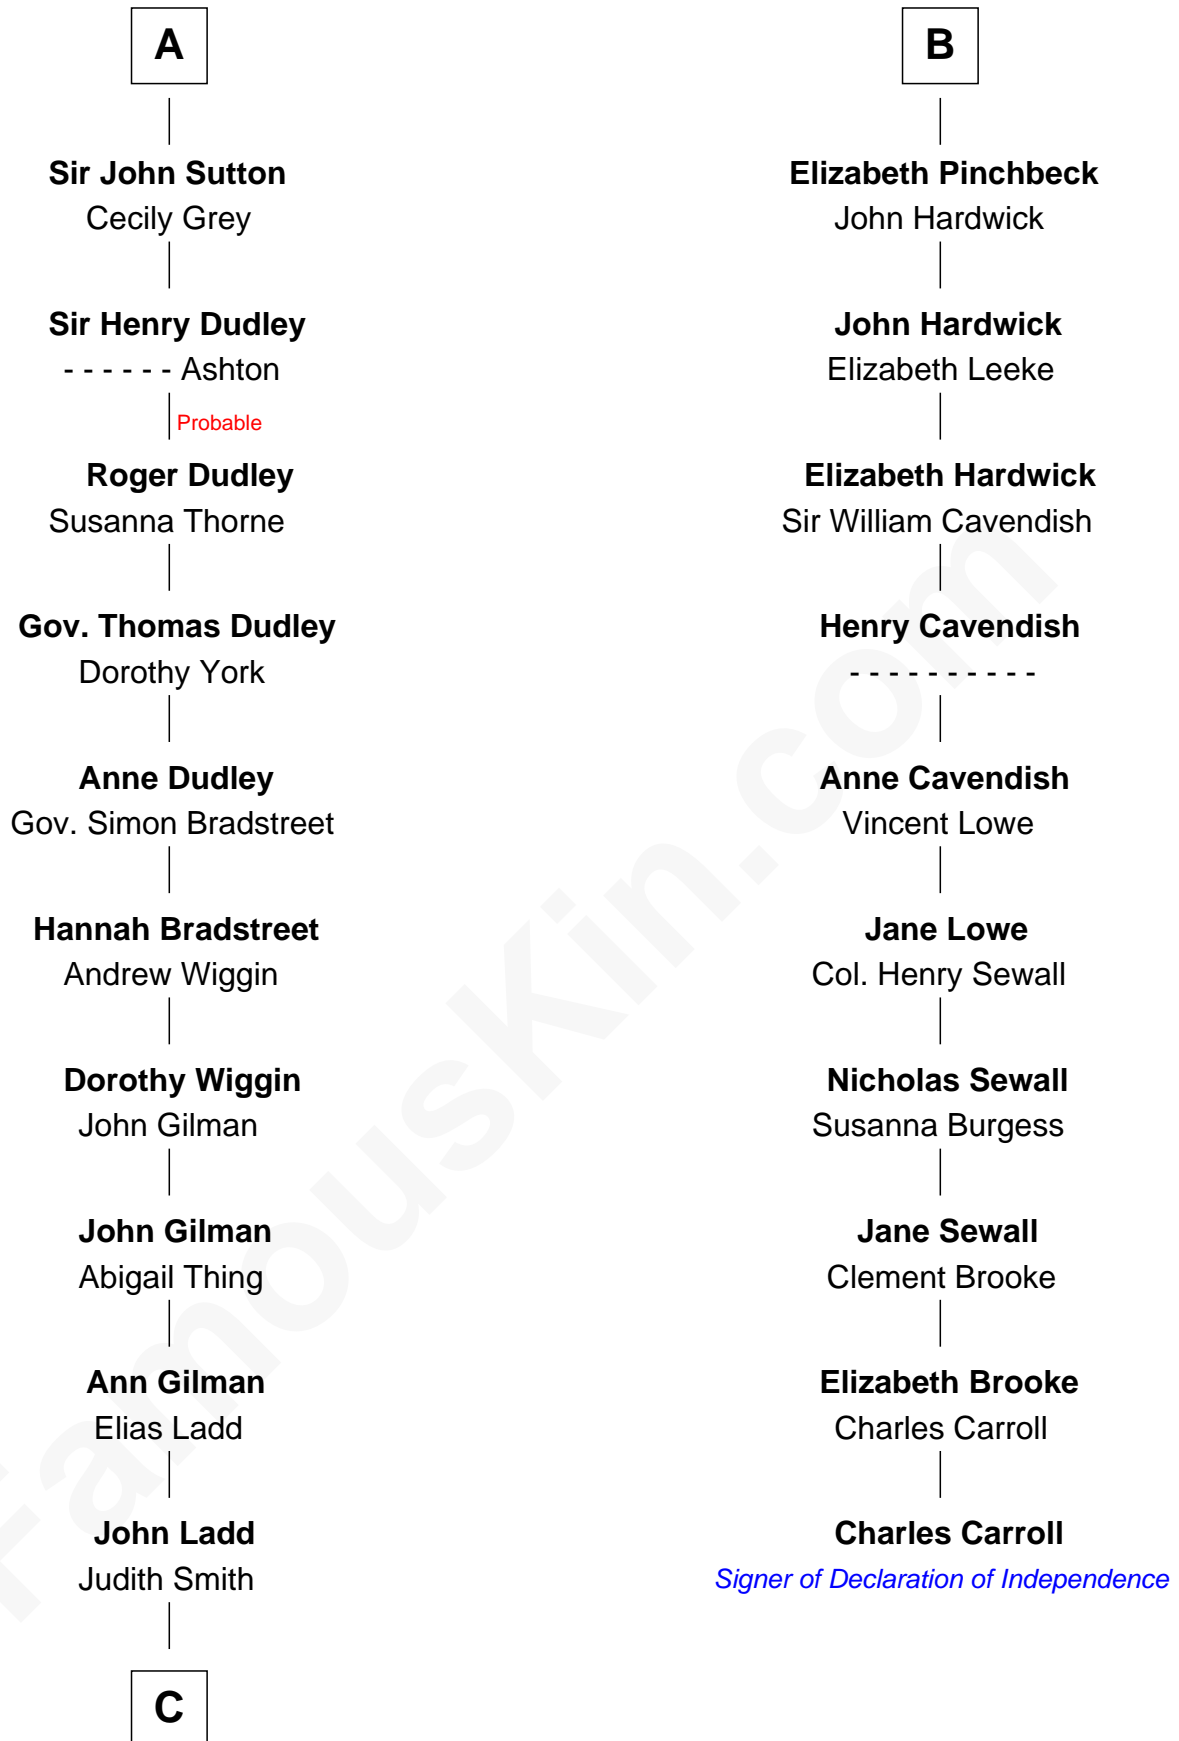 A
Sir John Sutton
Cecily Grey
Sir Henry Dudley
- - - - - - Ashton
Probable
Roger Dudley
Susanna Thorne
Gov. Thomas Dudley
Dorothy York
Anne Dudley
Gov. Simon Bradstreet
Hannah Bradstreet
Andrew Wiggin
Dorothy Wiggin
John Gilman
John Gilman
Abigail Thing
Ann Gilman
Elias Ladd
John Ladd
Judith Smith
C
B
Elizabeth Pinchbeck
John Hardwick
John Hardwick
Elizabeth Leeke
Elizabeth Hardwick
Sir William Cavendish
Henry Cavendish
- - - - - - - - - -
Anne Cavendish
Vincent Lowe
Jane Lowe
Col. Henry Sewall
Nicholas Sewall
Susanna Burgess
Jane Sewall
Clement Brooke
Elizabeth Brooke
Charles Carroll
Charles Carroll
Signer of Declaration of Independence
FamousKin.com